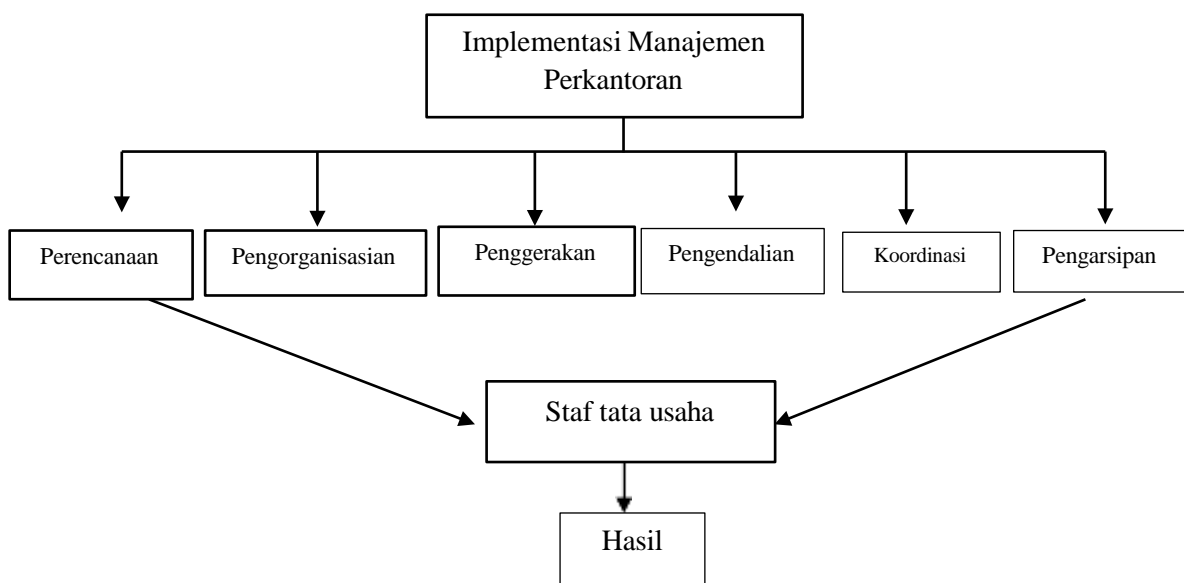 Implementasi Manajemen
Perkantoran
Perencanaan
Pengorganisasian
Penggerakan
Pengendalian
Koordinasi
Pengarsipan
Staf tata usaha
Hasil